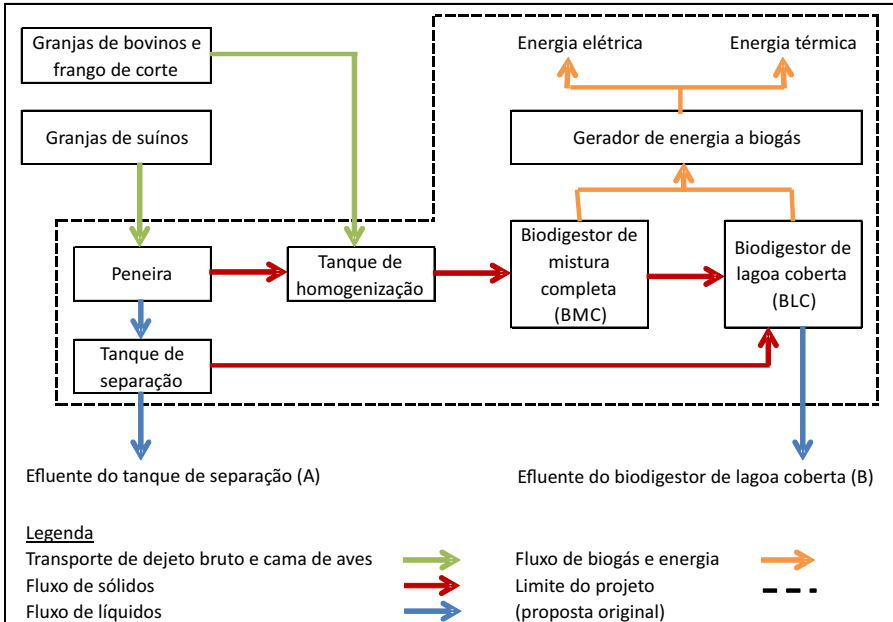 Granjas de bovinos e
frango de corte
Energia elétrica
Energia térmica
Granjas de suínos
Gerador de energia a biogás
Peneira
Tanque de
homogenização
Biodigestor de
mistura
completa
(BMC)
Biodigestor de
lagoa coberta
(BLC)
Tanque de
separação
Efluente do tanque de separação (A)
Efluente do biodigestor de lagoa coberta (B)
Legenda
Transporte de dejeto bruto e cama de aves
Fluxo de sólidos
Fluxo de líquidos
Fluxo de biogás e energia
Limite do projeto
(proposta original)